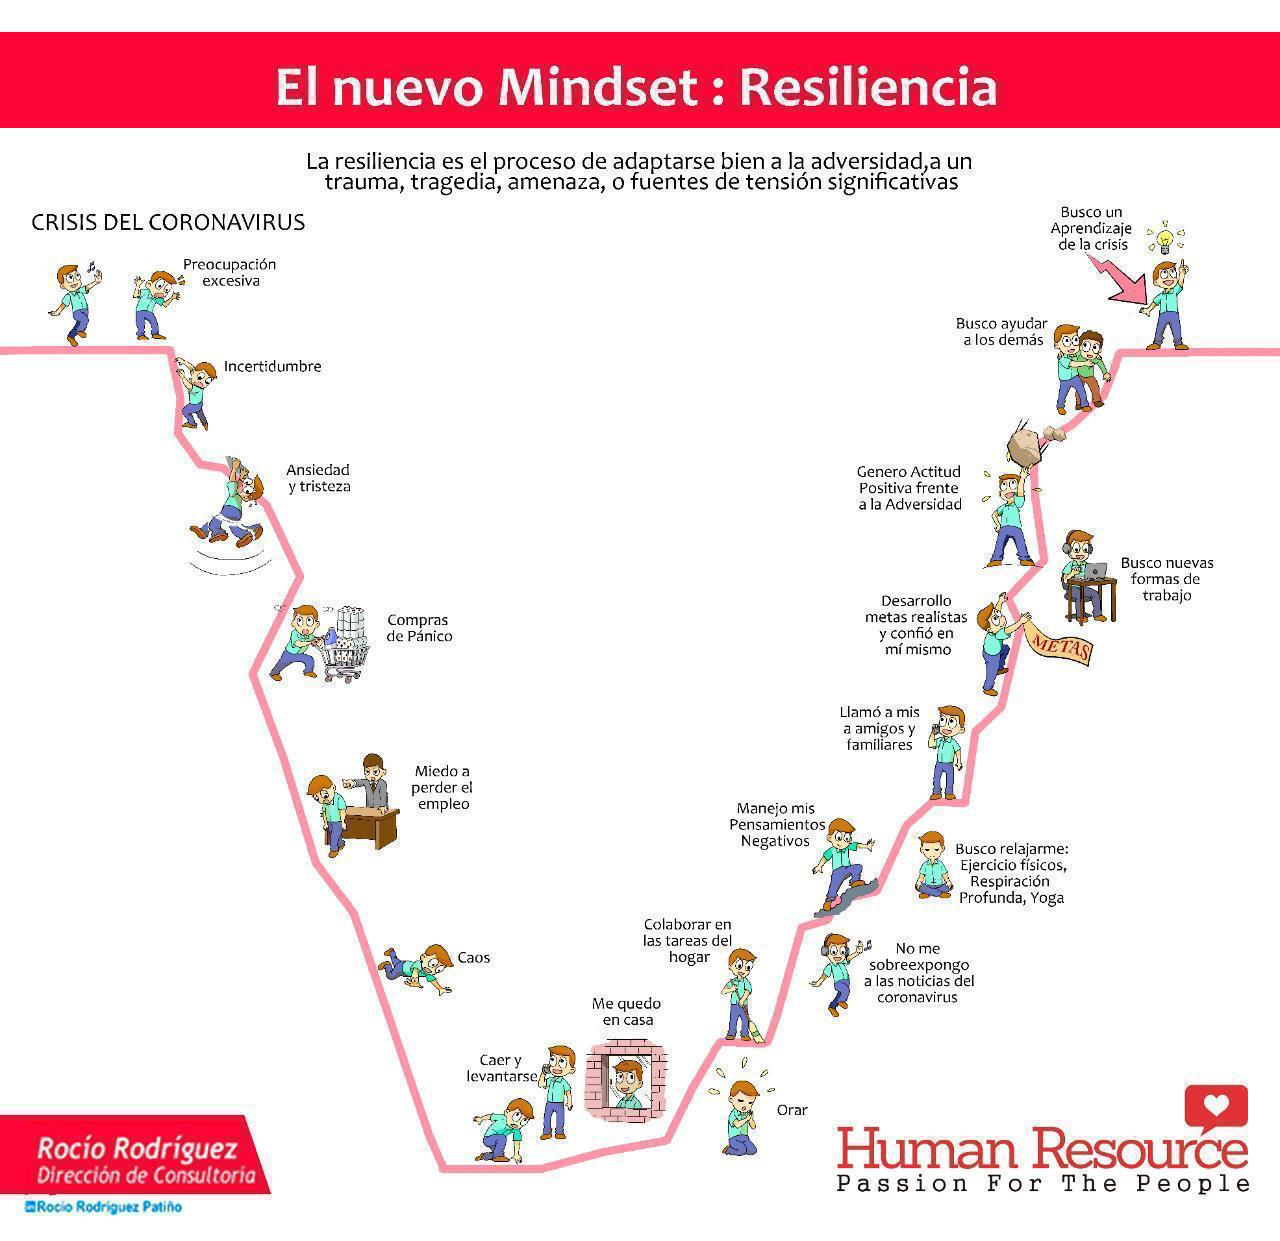 El nuevo Mindset : Resiliencia
La resiliencia es el proceso de adaptarse bien a la adversidad,a un
trauma, tragedia, amenaza, o fuentes de tensión significativas
CRISIS DEL CORONAVIRUS
Preocupación
excesiva
Incertidumbre
Ansiedad
y tristeza
Compras
de Pánico
Miedo a
perder el
empleo
Caos
Caer y
levantarse
Me quedo
en casa
Colaborar en
las tareas del
hogar
Orar
Manejo mis
Pensamientos
Negativos
No me
sobreexpongo
a las noticias del
coronavirus
Busco relajarme:
Ejercicio físicos,
Respiración
Profunda, Yoga
Llamó a mis
a amigos y
familiares
Desarrollo
metas realistas
y confió en
mí mismo
METAS
Busco nuevas
formas de
trabajo
Genero Actitud
Positiva frente
a la Adversidad
Busco ayudar
a los demás
Busco un
Aprendizaje
de la crisis
Rocío Rodríguez
Dirección de Consultoría
in Rocio Rodríguez Patiño
Human Resource
Passion For The People